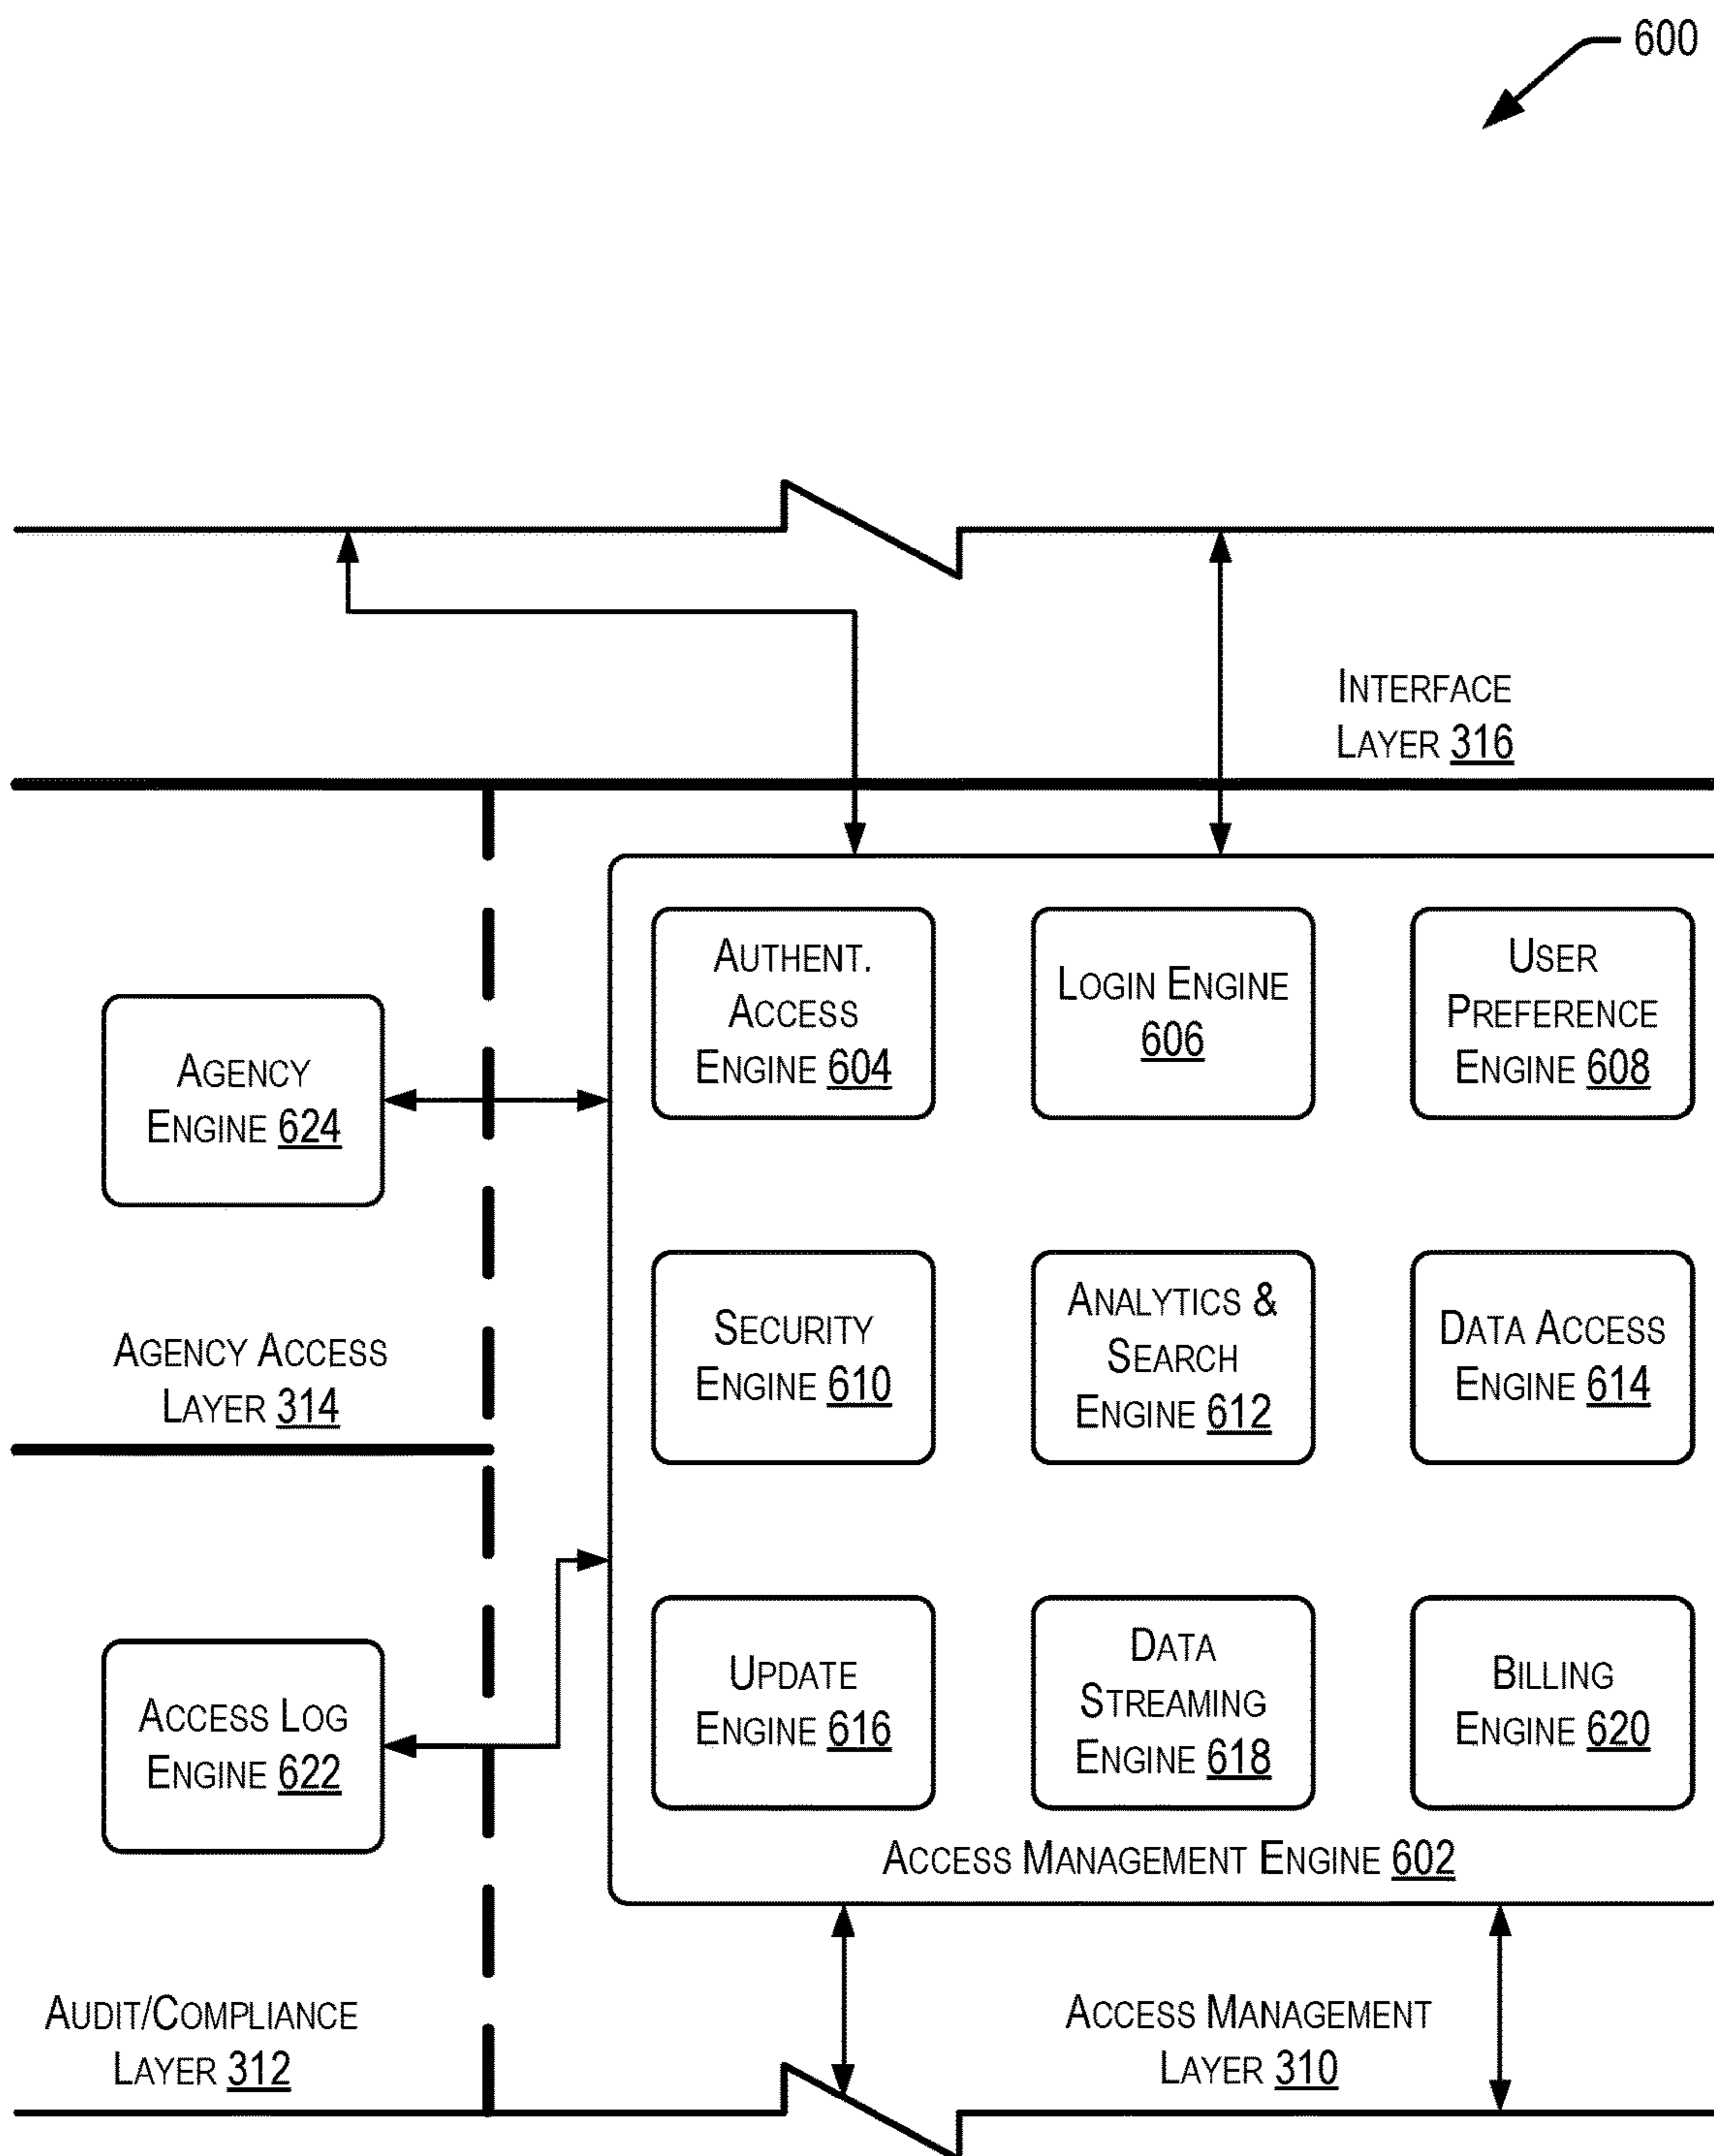 600
INTERFACE
LAYER 316
AUTHENT.
ACCESS
ENGINE 604
LOGIN ENGINE
606
USER
PREFERENCE
ENGINE 608
AGENCY
ENGINE 624
SECURITY
ENGINE 610
ANALYTICS &
SEARCH
ENGINE 612
DATA ACCESS
ENGINE 614
AGENCY ACCESS
LAYER 314
UPDATE
ENGINE 616
DATA
STREAMING
ENGINE 618
BILLING
ENGINE 620
ACCESS LOG
ENGINE 622
ACCESS MANAGEMENT ENGINE 602
AUDIT/COMPLIANCE
LAYER 312
ACCESS MANAGEMENT
LAYER 310